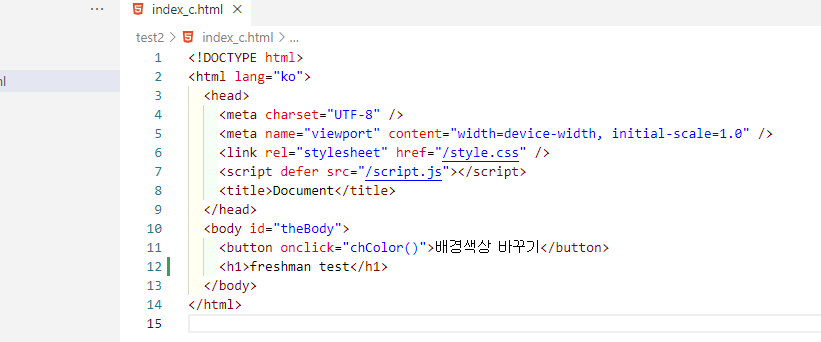 ... index_c.html ×
test2 > index_c.html > ...
ml
1 <!DOCTYPE html>
2 <html lang="ko">
3 <head>
4 <meta charset="UTF-8" />
5 <meta name="viewport" content="width=device-width, initial-scale=1.0" />
6 <link rel="stylesheet" href="/style.css" />
7 <script defer src="/script.js"></script>
8 <title>Document</title>
9 </head>
10 <body id="theBody">
11 <button onclick="chColor()">배경색상 바꾸기</button>
12 <h1>freshman test</h1>
13 </body>
14 </html>
15